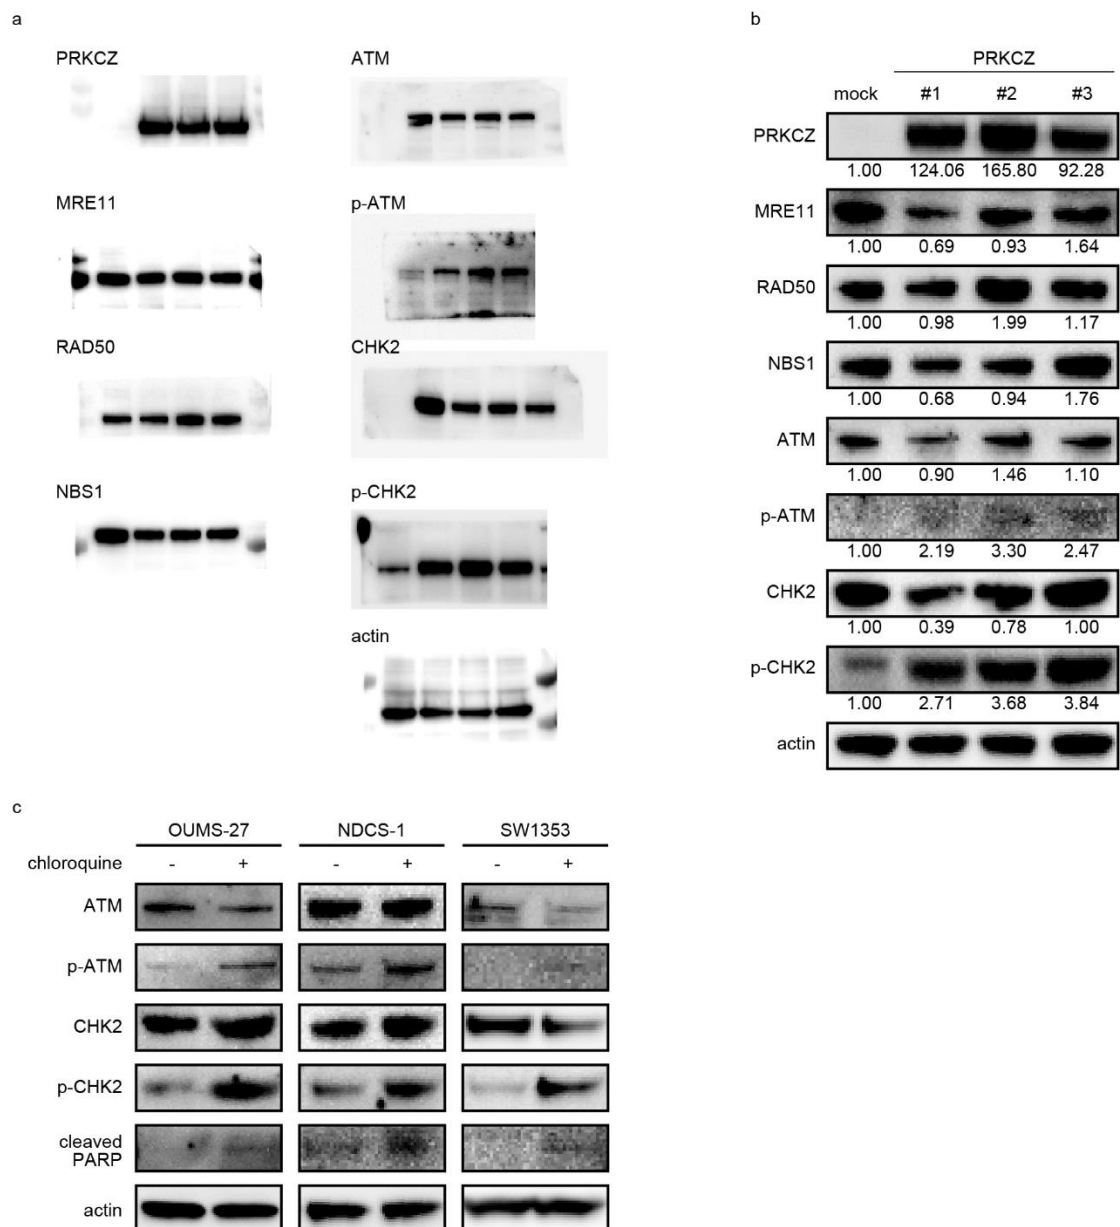 a
PRKCZ
ATM
MRE11
p-ATM
RAD50
CHK2
NBS1
p-CHK2
actin
b
PRKCZ
mock #1 #2 #3
PRKCZ
1.00 124.06 165.80 92.28
MRE11
1.00 0.69 0.93 1.64
RAD50
1.00 0.98 1.99 1.17
NBS1
1.00 0.68 0.94 1.76
ATM
1.00 0.90 1.46 1.10
p-ATM
1.00 2.19 3.30 2.47
CHK2
1.00 0.39 0.78 1.00
p-CHK2
1.00 2.71 3.68 3.84
actin
c
OUMS-27 NDCS-1 SW1353
chloroquine - + - + - +
ATM
p-ATM
CHK2
p-CHK2
cleaved
PARP
actin